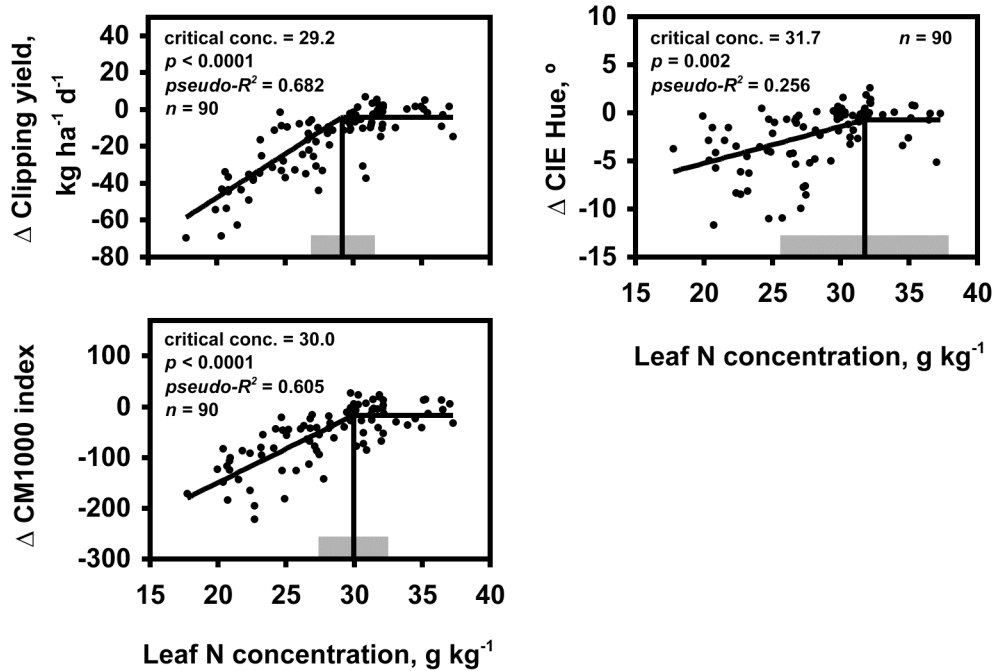 Δ Clipping yield,
kg ha⁻¹ d⁻¹
40
20
0
-20
-40
-60
-80
critical conc. = 29.2
p < 0.0001
pseudo-R² = 0.682
n = 90
Δ CIE Hue, º
10
5
0
-5
-10
-15
critical conc. = 31.7
n = 90
p = 0.002
pseudo-R² = 0.256
15 20 25 30 35 40
Leaf N concentration, g kg⁻¹
Δ CM1000 index
100
0
-100
-200
-300
critical conc. = 30.0
p < 0.0001
pseudo-R² = 0.605
n = 90
15 20 25 30 35 40
Leaf N concentration, g kg⁻¹